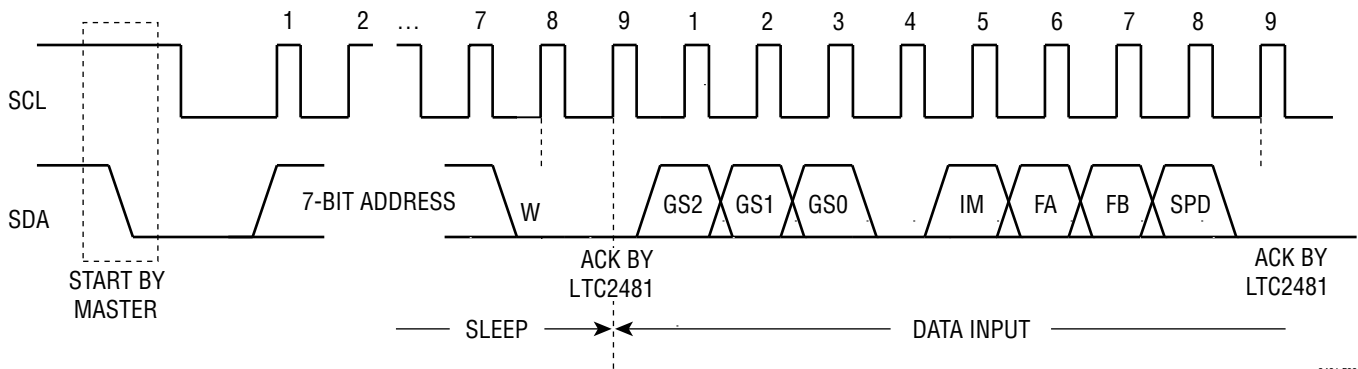 1 2 … 7 8 9 1 2 3 4 5 6 7 8 9
SCL
SDA
7-BIT ADDRESS W GS2 GS1 GS0 IM FA FB SPD
START BY
MASTER
ACK BY
LTC2481
ACK BY
LTC2481
SLEEP DATA INPUT